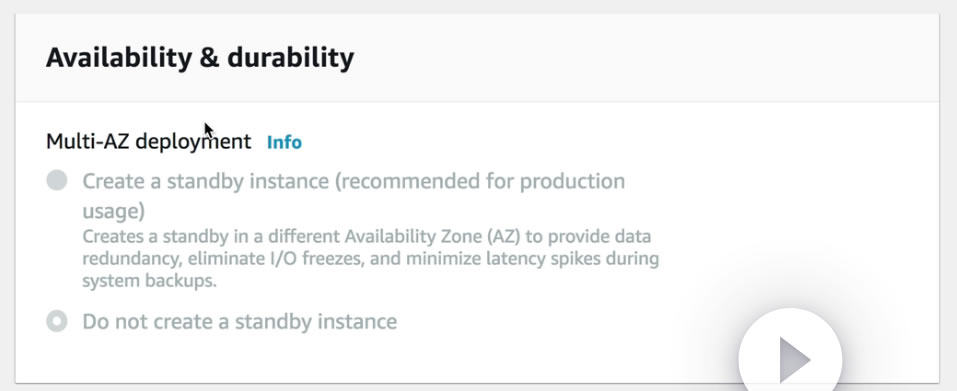 Availability & durability
Multi-AZ deployment Info
Create a standby instance (recommended for production
usage)
Creates a standby in a different Availability Zone (AZ) to provide data
redundancy, eliminate I/O freezes, and minimize latency spikes during
system backups.
Do not create a standby instance